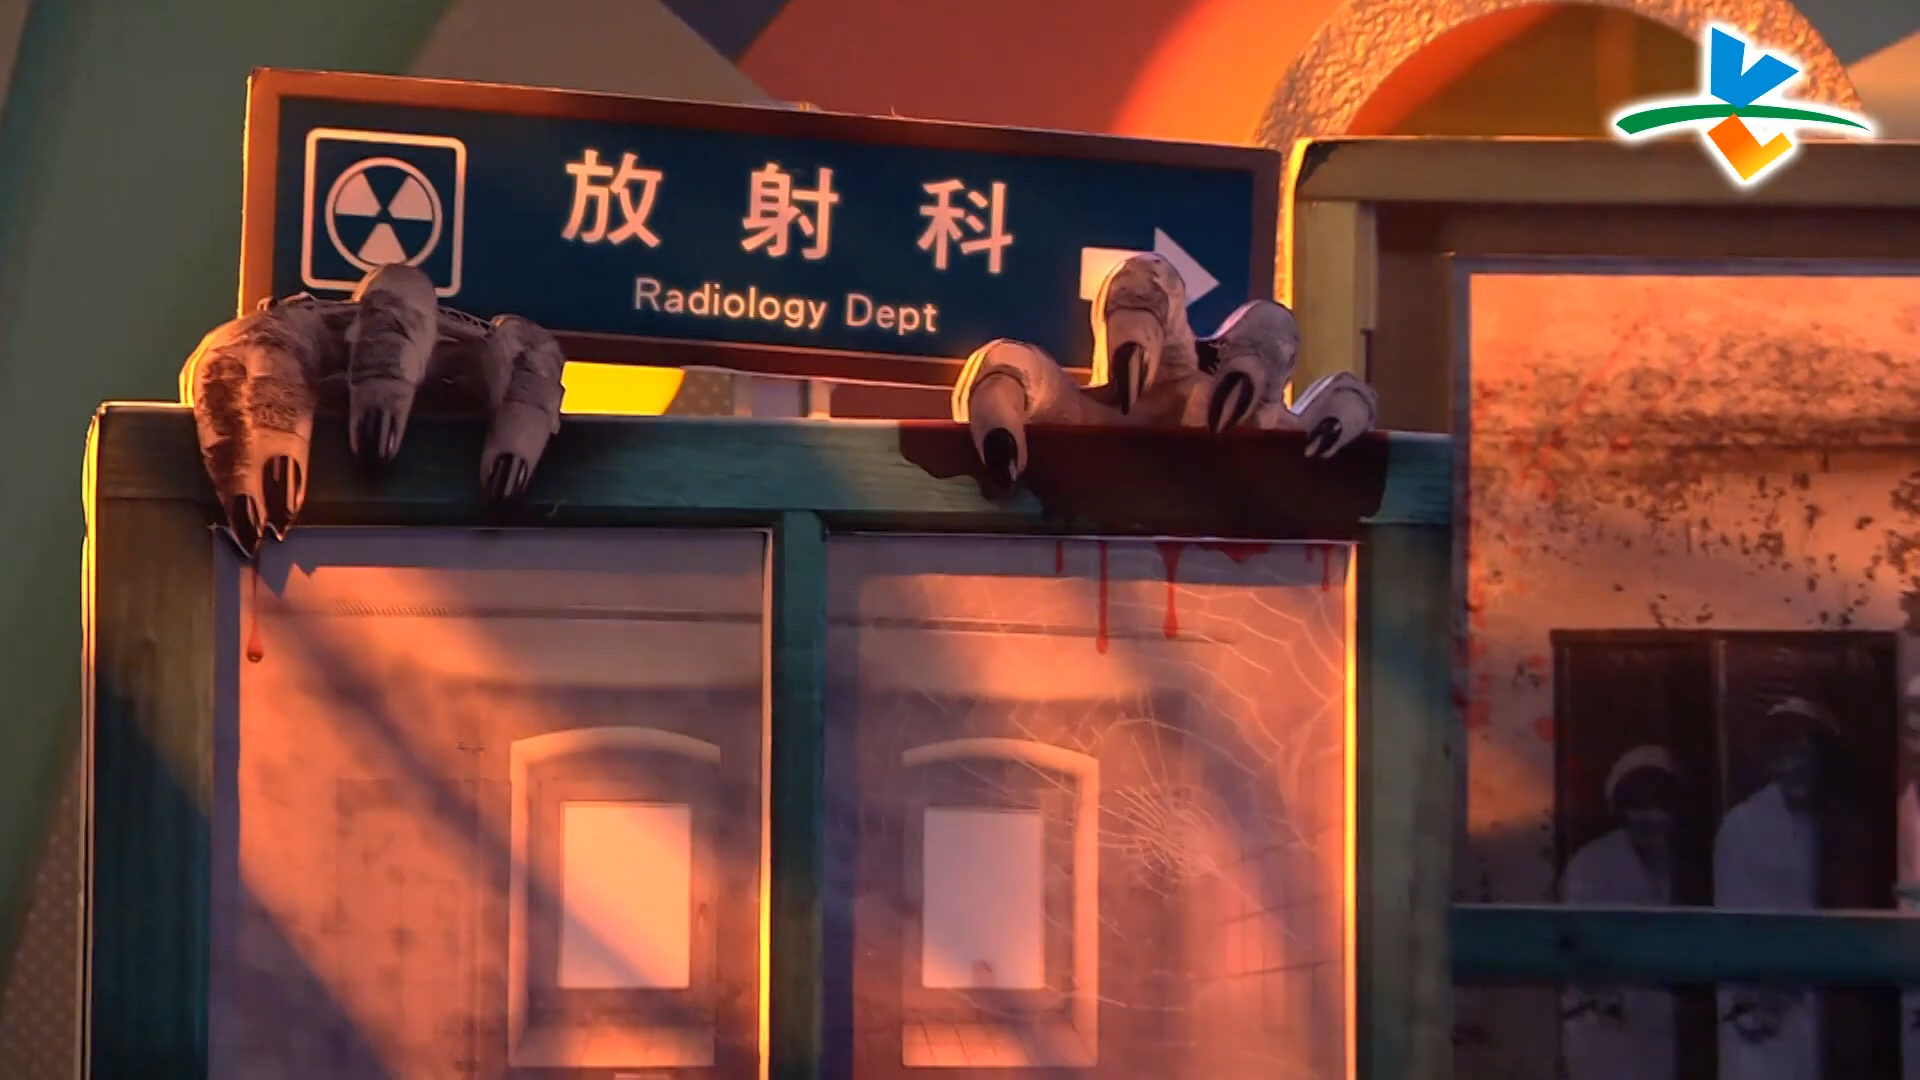 放射科
Radiology Dept